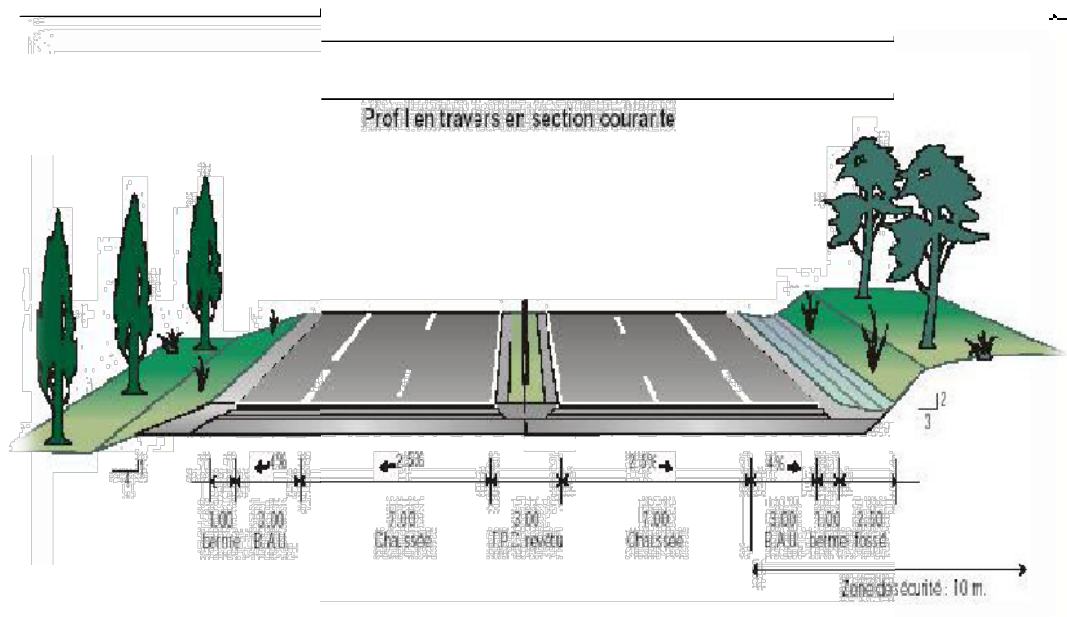 Profil en travers en section courante
2
3
4% 2.5% 2.5% 4%
1.00 3.00 7.00 3.00 7.00 3.00 1.00 2.50
berme B.A.U. Chaussée T.P.C revêtu Chaussée B.A.U. berme fossé
Zone de sécurité : 10 m.